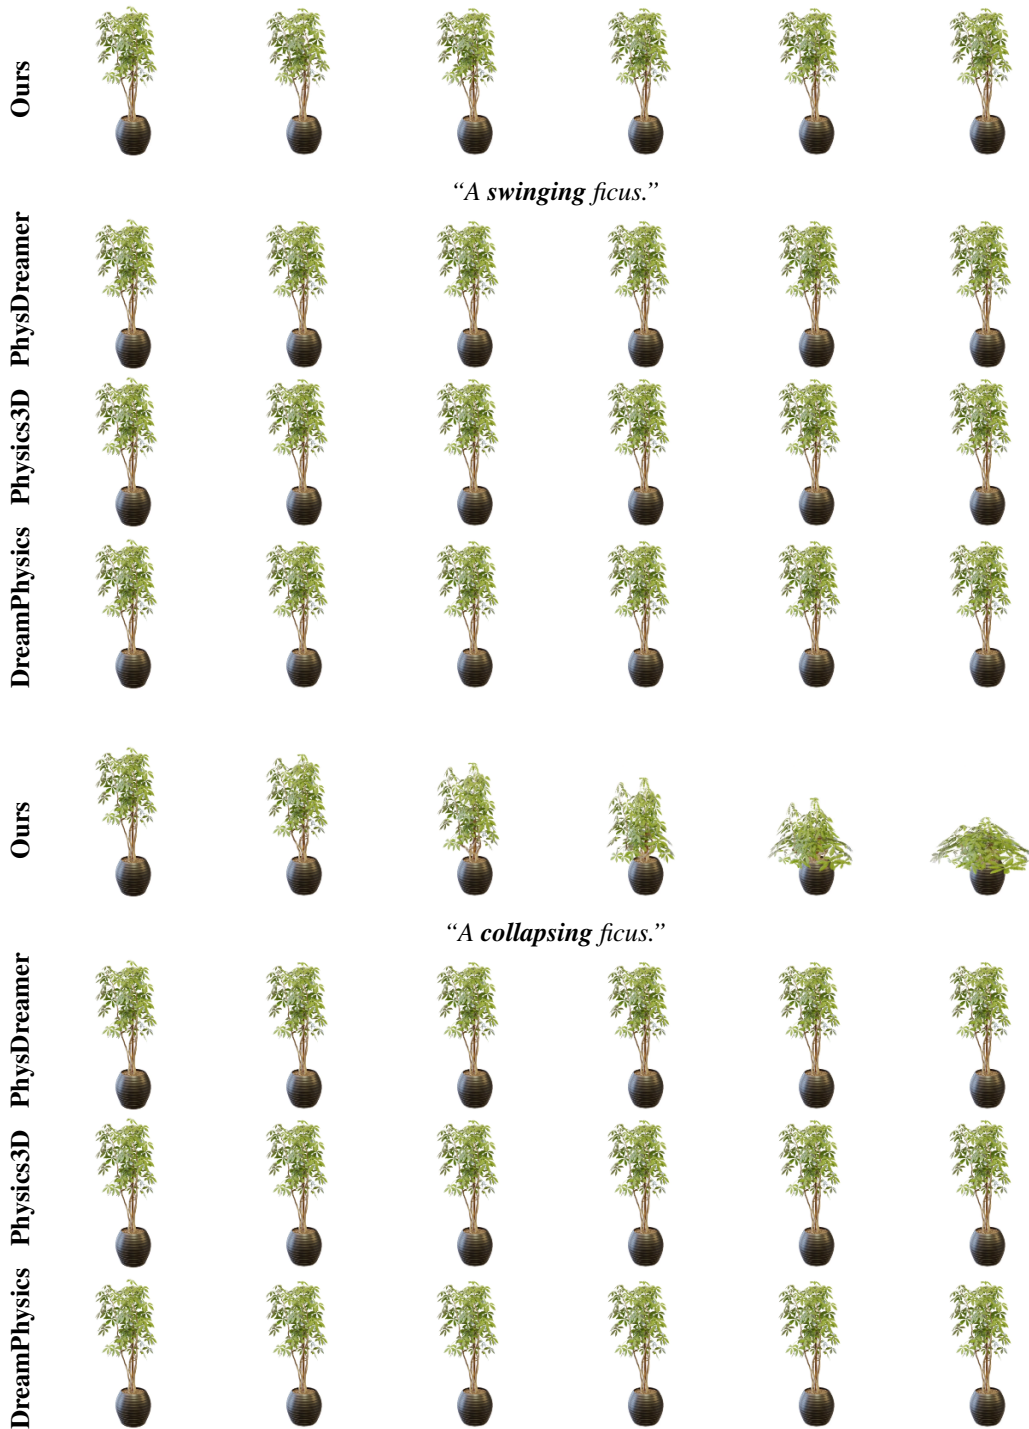 Ours
“A swinging ficus.”
PhysDreamer
Physics3D
DreamPhysics
Ours
“A collapsing ficus.”
PhysDreamer
Physics3D
DreamPhysics